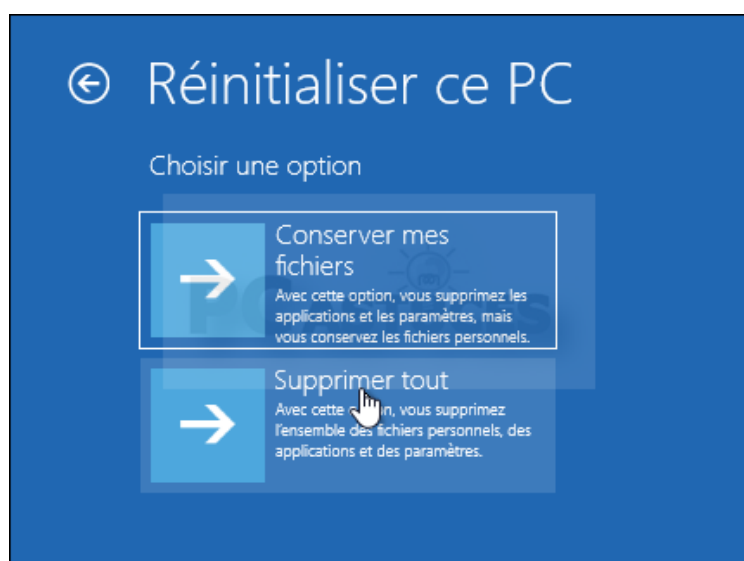 Réinitialiser ce PC
Choisir une option
Conserver mes
fichiers
Avec cette option, vous supprimez les
applications et les paramètres, mais
vous conservez les fichiers personnels.
Supprimer tout
Avec cette vous supprimez
l'ensemble des fichiers personnels, des
applications et des paramètres.